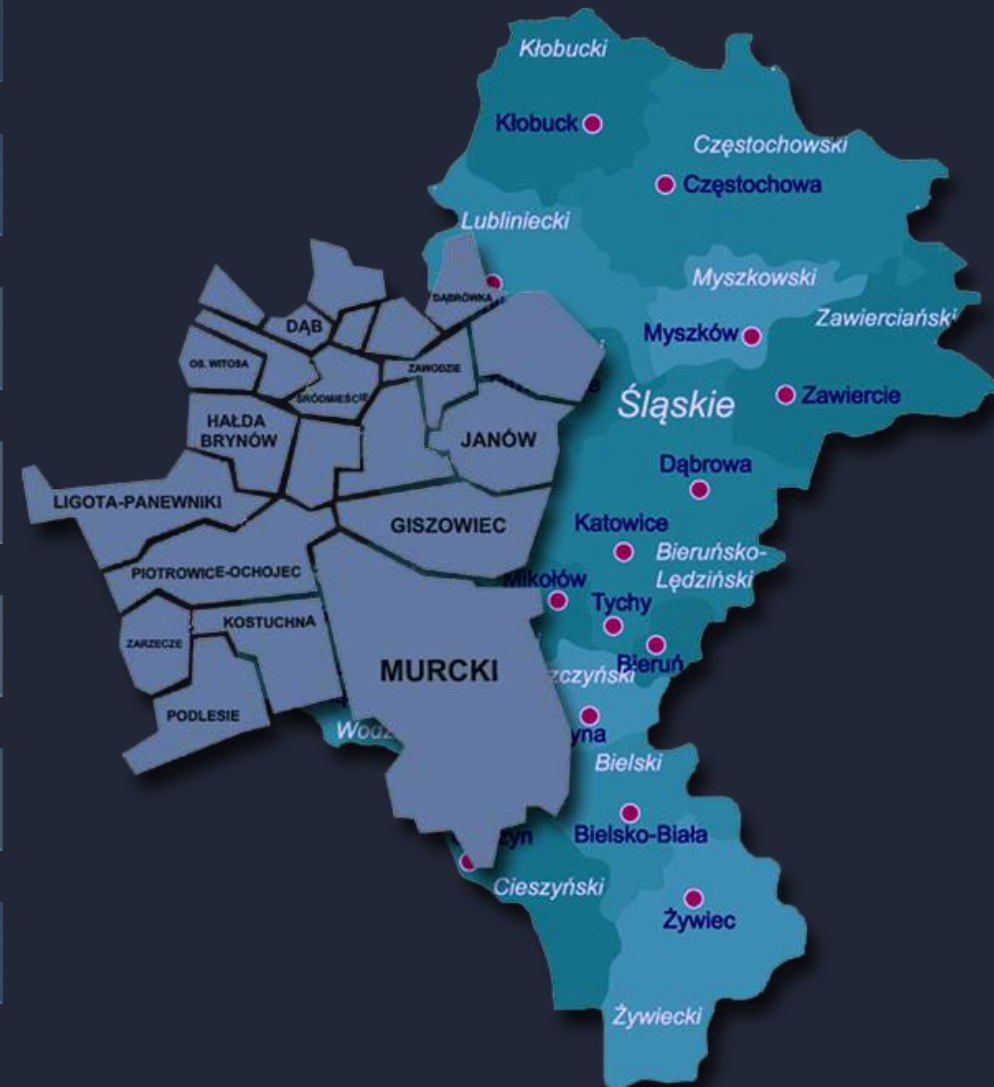 Kłobucki
Kłobuck
Częstochowski
Częstochowa
Lubliniecki
Myszkowski
Myszków
Zawierciański
Zawiercie
Śląskie
Dąbrowa
Katowice
Bieruńsko-
Lędziński
Mikołów
Tychy
Bieruń
Bielski
Bielsko-Biała
Cieszyński
Żywiec
Żywiecki
DĄBRÓWKA
DĄB
OS. WITOSA
ZAWODZIE
ŚRÓDMIEŚCIE
HAŁDA
BRYNÓW
JANÓW
LIGOTA-PANEWNIKI
GISZOWIEC
PIOTROWICE-OCHOJEC
KOSTUCHNA
ZARZECZE
MURCKI
PODLESIE